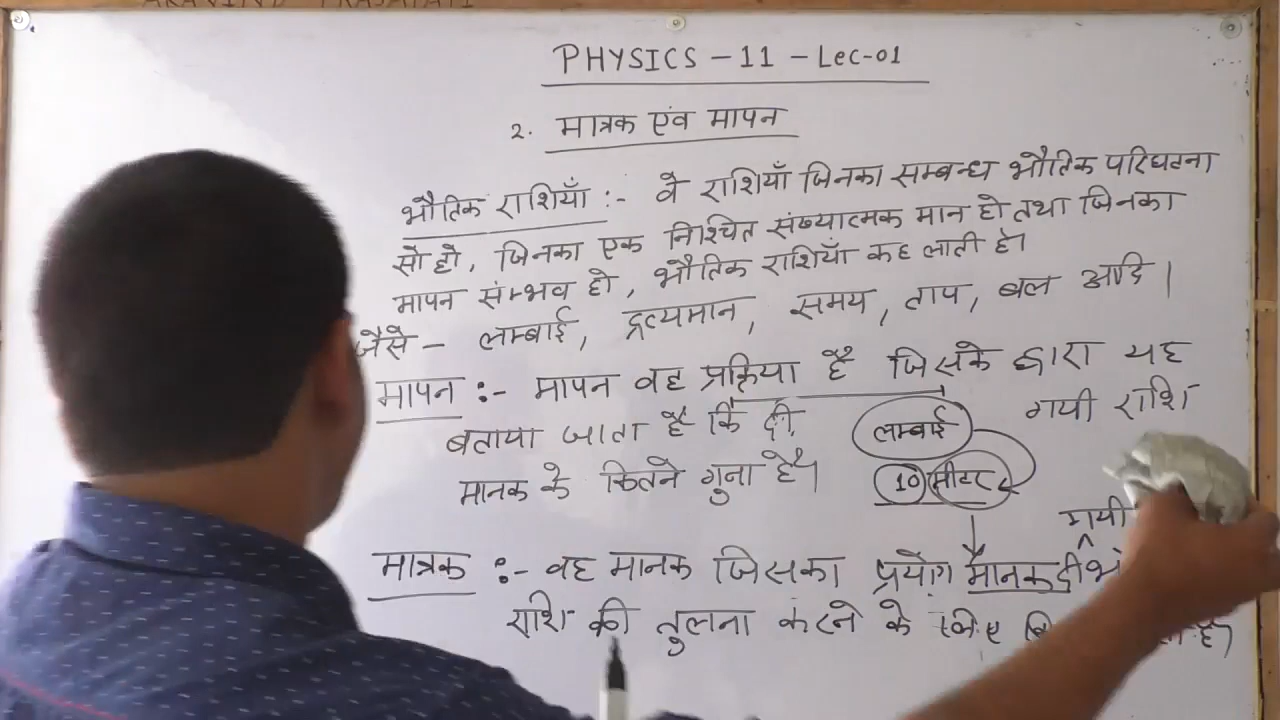 PHYSICS - 11 - Lec-01
2. मात्रक एंव मापन
भौतिक राशियाँ :- वे राशियाँ जिनका सम्बन्ध भौतिक परिघटना
से हो, जिनका एक निश्चित संख्यात्मक मान हो तथा जिनका
मापन संम्भव हो, भौतिक राशियाँ कह लाती है।
जैसे - लम्बाई, द्रव्यमान, समय, ताप, बल आदि।
मापन :- मापन वह प्रक्रिया है जिसके द्वारा यह
बताया जाता है कि दी गयी राशि
लम्बाई
मानक के कितने गुना है।
10 मीटर
गयी
मात्रक :- वह मानक जिसका प्रयोग मानक दी
राशि की तुलना करने के लिए है।